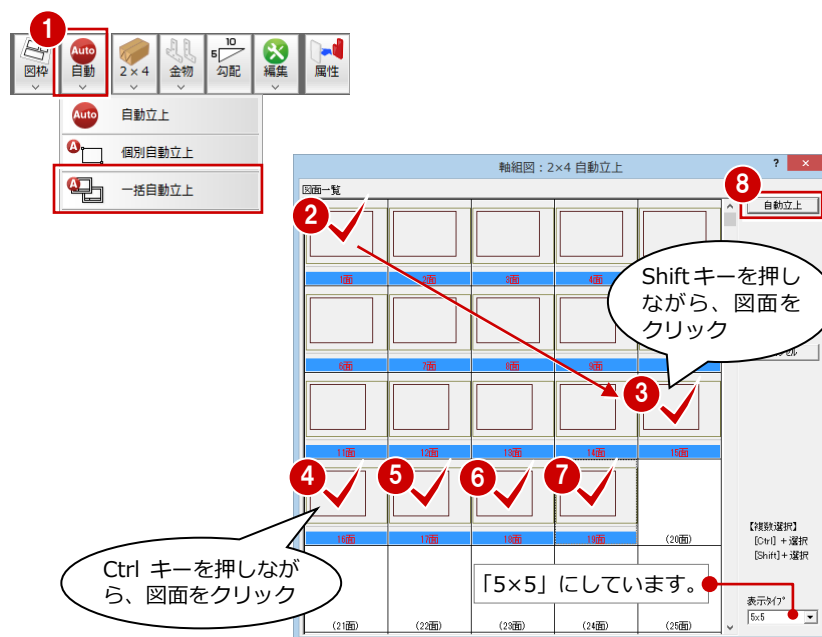 1
図枠
自動
2×4
金物
勾配
編集
属性
Auto
10
5
Auto
自動立上
A
個別自動立上
A
一括自動立上
軸組図：2×4 自動立上
?
×
図面一覧
8
自動立上
2
1面
2面
3面
4面
Shift キーを押し
ながら、図面を
クリック
6面
7面
8面
9面
セル
3
11面
12面
13面
14面
15面
4
5
6
7
16面
17面
18面
19面
(20面)
【複数選択】
[Ctrl] + 選択
[Shift]+ 選択
Ctrl キーを押しなが
ら、図面をクリック
「5×5」にしています。
表示ﾀｲﾌﾟ
5x5
(21面)
(22面)
(23面)
(24面)
(25面)